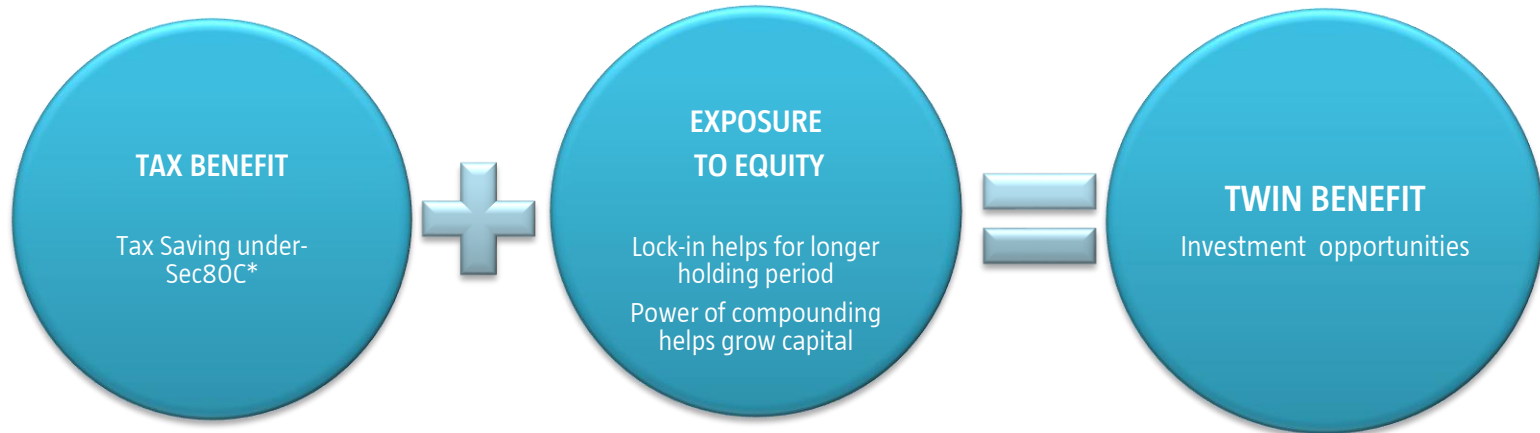 TAX BENEFIT
Tax Saving under-
Sec80C*
EXPOSURE
TO EQUITY
Lock-in helps for longer
holding period
Power of compounding
helps grow capital
TWIN BENEFIT
Investment opportunities